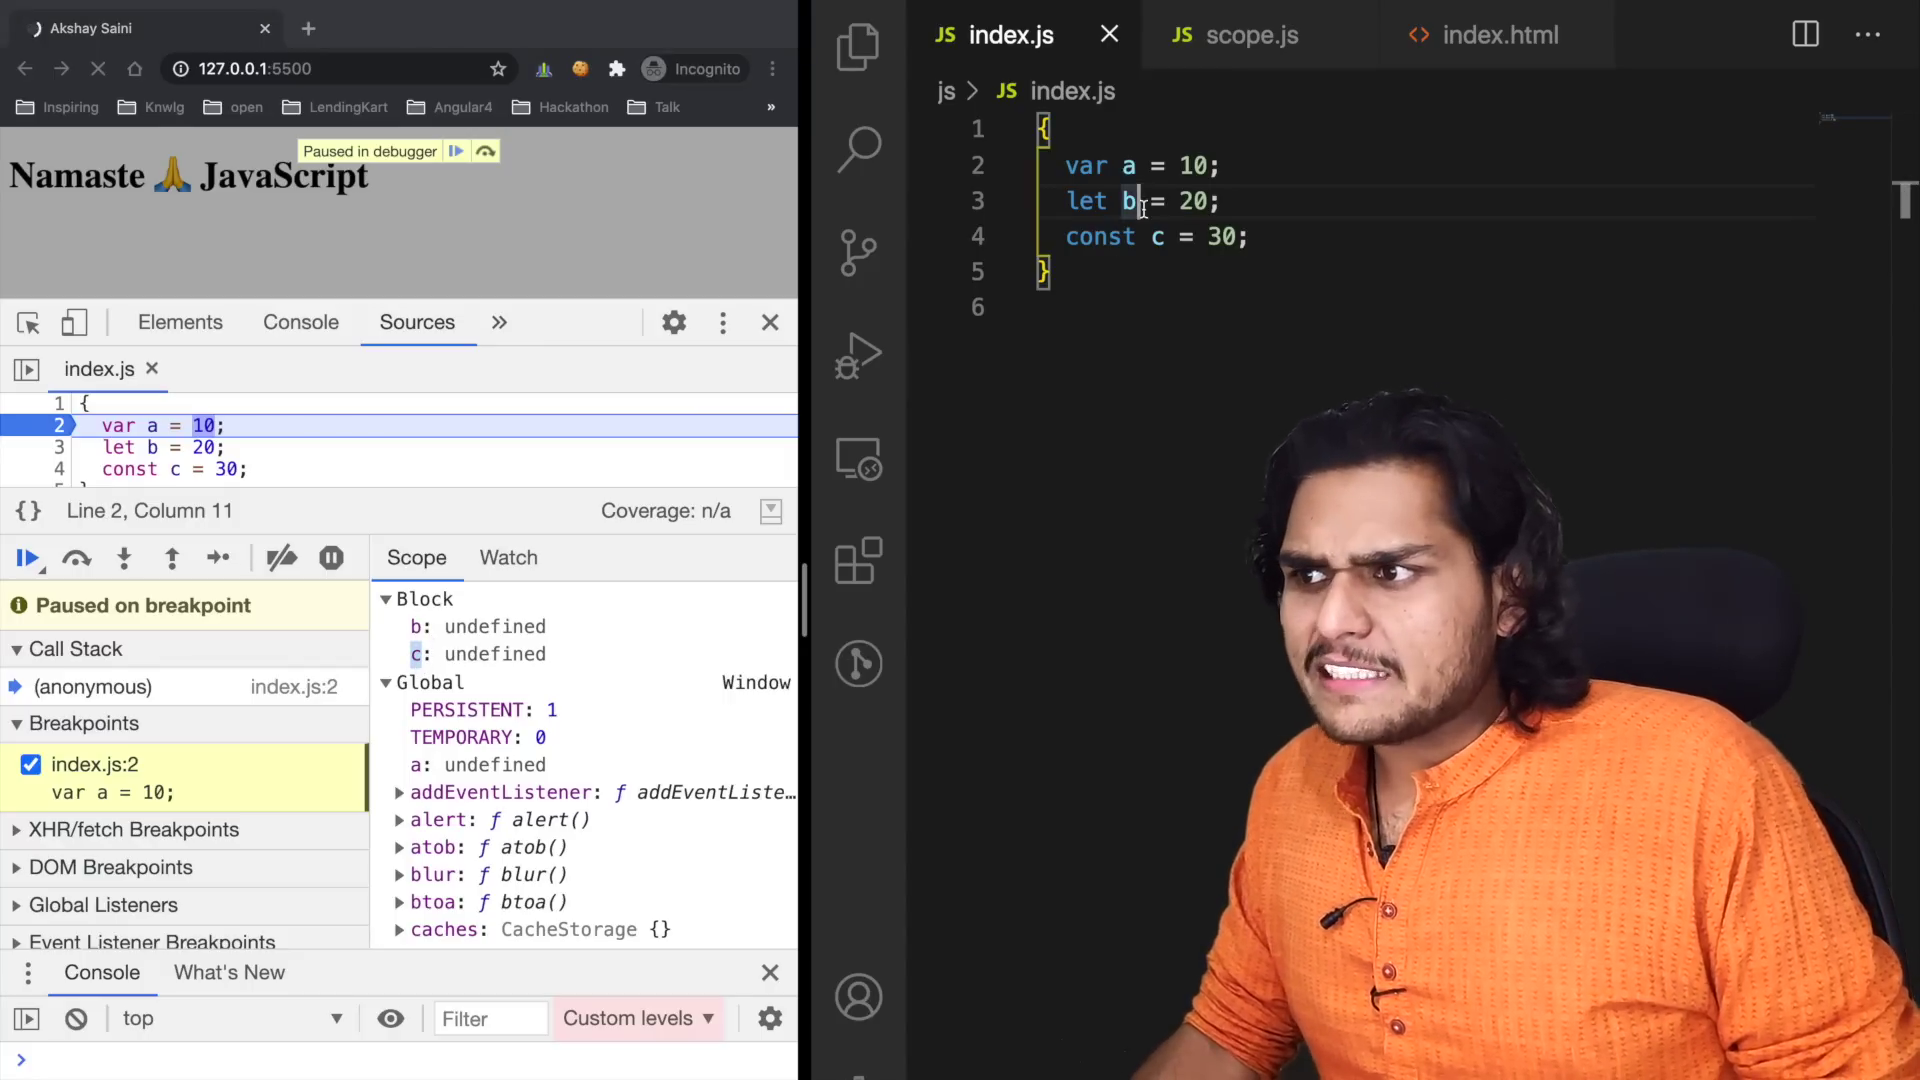 Akshay Saini
127.0.0.1:5500
Incognito
Inspiring
Knwlg
open
LendingKart
Angular4
Hackathon
Talk
»
Paused in debugger
Namaste 🙏 JavaScript
Elements
Console
Sources
»
index.js
1 {
2 var a = 10;
3 let b = 20;
4 const c = 30;
{} Line 2, Column 11
Coverage: n/a
Paused on breakpoint
Call Stack
(anonymous) index.js:2
Breakpoints
index.js:2
var a = 10;
XHR/fetch Breakpoints
DOM Breakpoints
Global Listeners
Event Listener Breakpoints
Scope
Watch
Block
b: undefined
c: undefined
Global Window
PERSISTENT: 1
TEMPORARY: 0
a: undefined
addEventListener: ƒ addEventListe…
alert: ƒ alert()
atob: ƒ atob()
blur: ƒ blur()
btoa: ƒ btoa()
caches: CacheStorage {}
Console
What's New
top
Filter
Custom levels
JS index.js
JS scope.js
<> index.html
js > JS index.js
1 {
2 var a = 10;
3 let b = 20;
4 const c = 30;
5 }
6
T